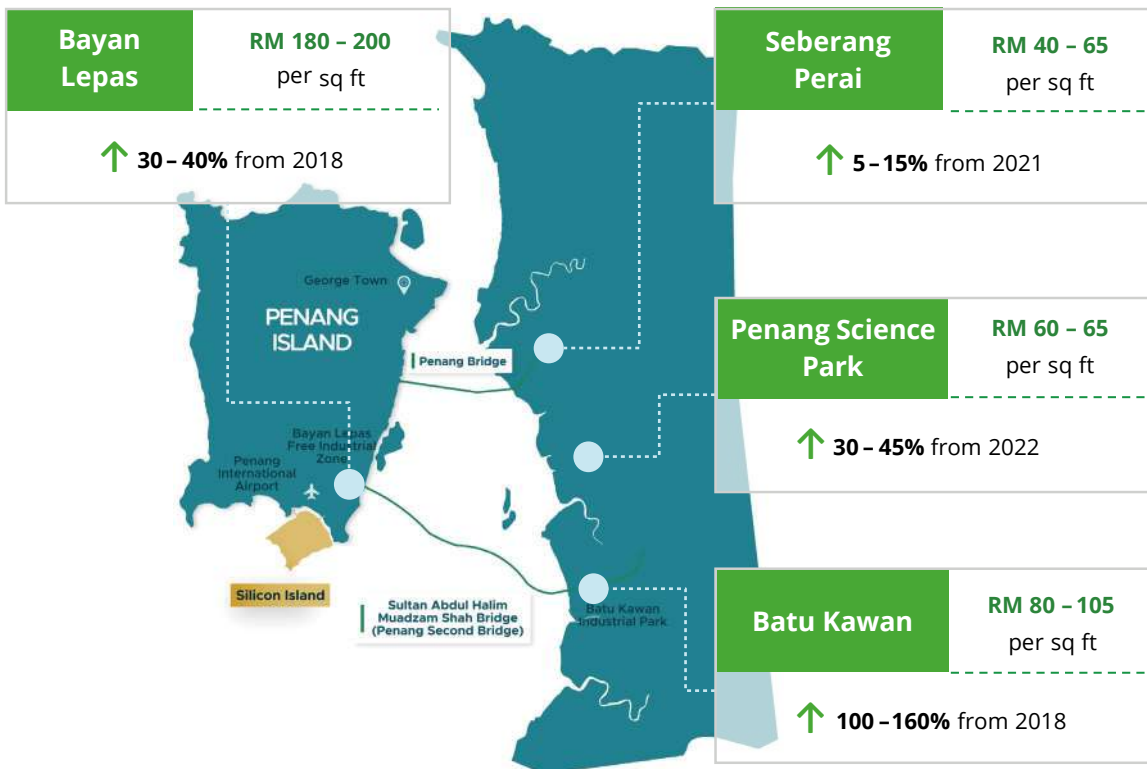 Bayan
Lepas
RM 180 – 200
per sq ft
↑ 30 – 40% from 2018
Seberang
Perai
RM 40 – 65
per sq ft
↑ 5 – 15% from 2021
George Town
PENANG
ISLAND
Penang Bridge
Penang Science
Park
RM 60 – 65
per sq ft
↑ 30 – 45% from 2022
Bayan Lepas
Free Industrial
Zone
Penang
International
Airport
Silicon Island
Sultan Abdul Halim
Muadzam Shah Bridge
(Penang Second Bridge)
Batu Kawan
Industrial Park
Batu Kawan
RM 80 – 105
per sq ft
↑ 100 – 160% from 2018